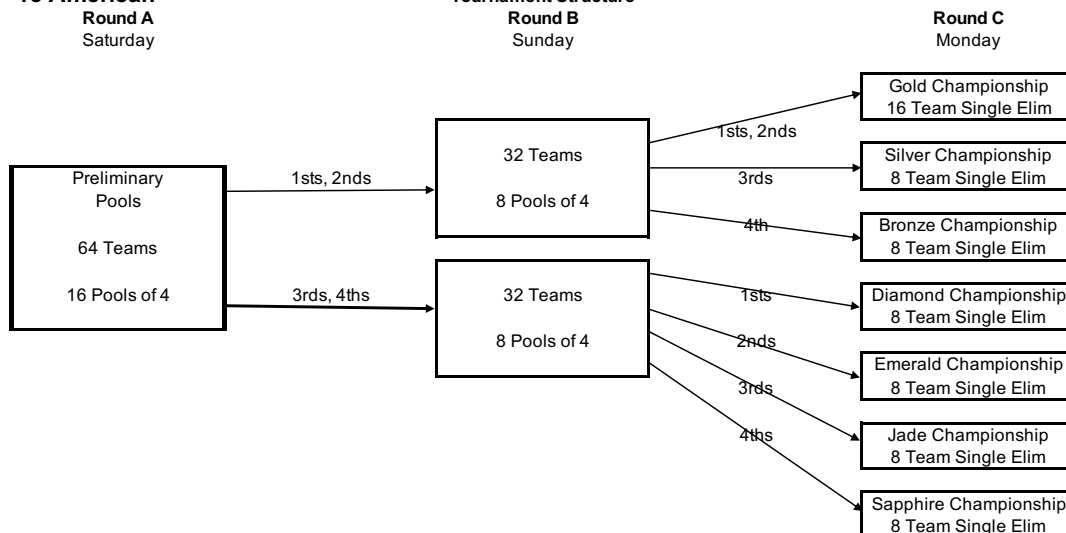 Round A
Saturday
Round B
Sunday
Round C
Monday
Preliminary
Pools
64 Teams
16 Pools of 4
1sts, 2nds
3rds, 4ths
32 Teams
8 Pools of 4
32 Teams
8 Pools of 4
1sts, 2nds
3rds
4th
1sts
2nds
3rds
4ths
Gold Championship
16 Team Single Elim
Silver Championship
8 Team Single Elim
Bronze Championship
8 Team Single Elim
Diamond Championship
8 Team Single Elim
Emerald Championship
8 Team Single Elim
Jade Championship
8 Team Single Elim
Sapphire Championship
8 Team Single Elim